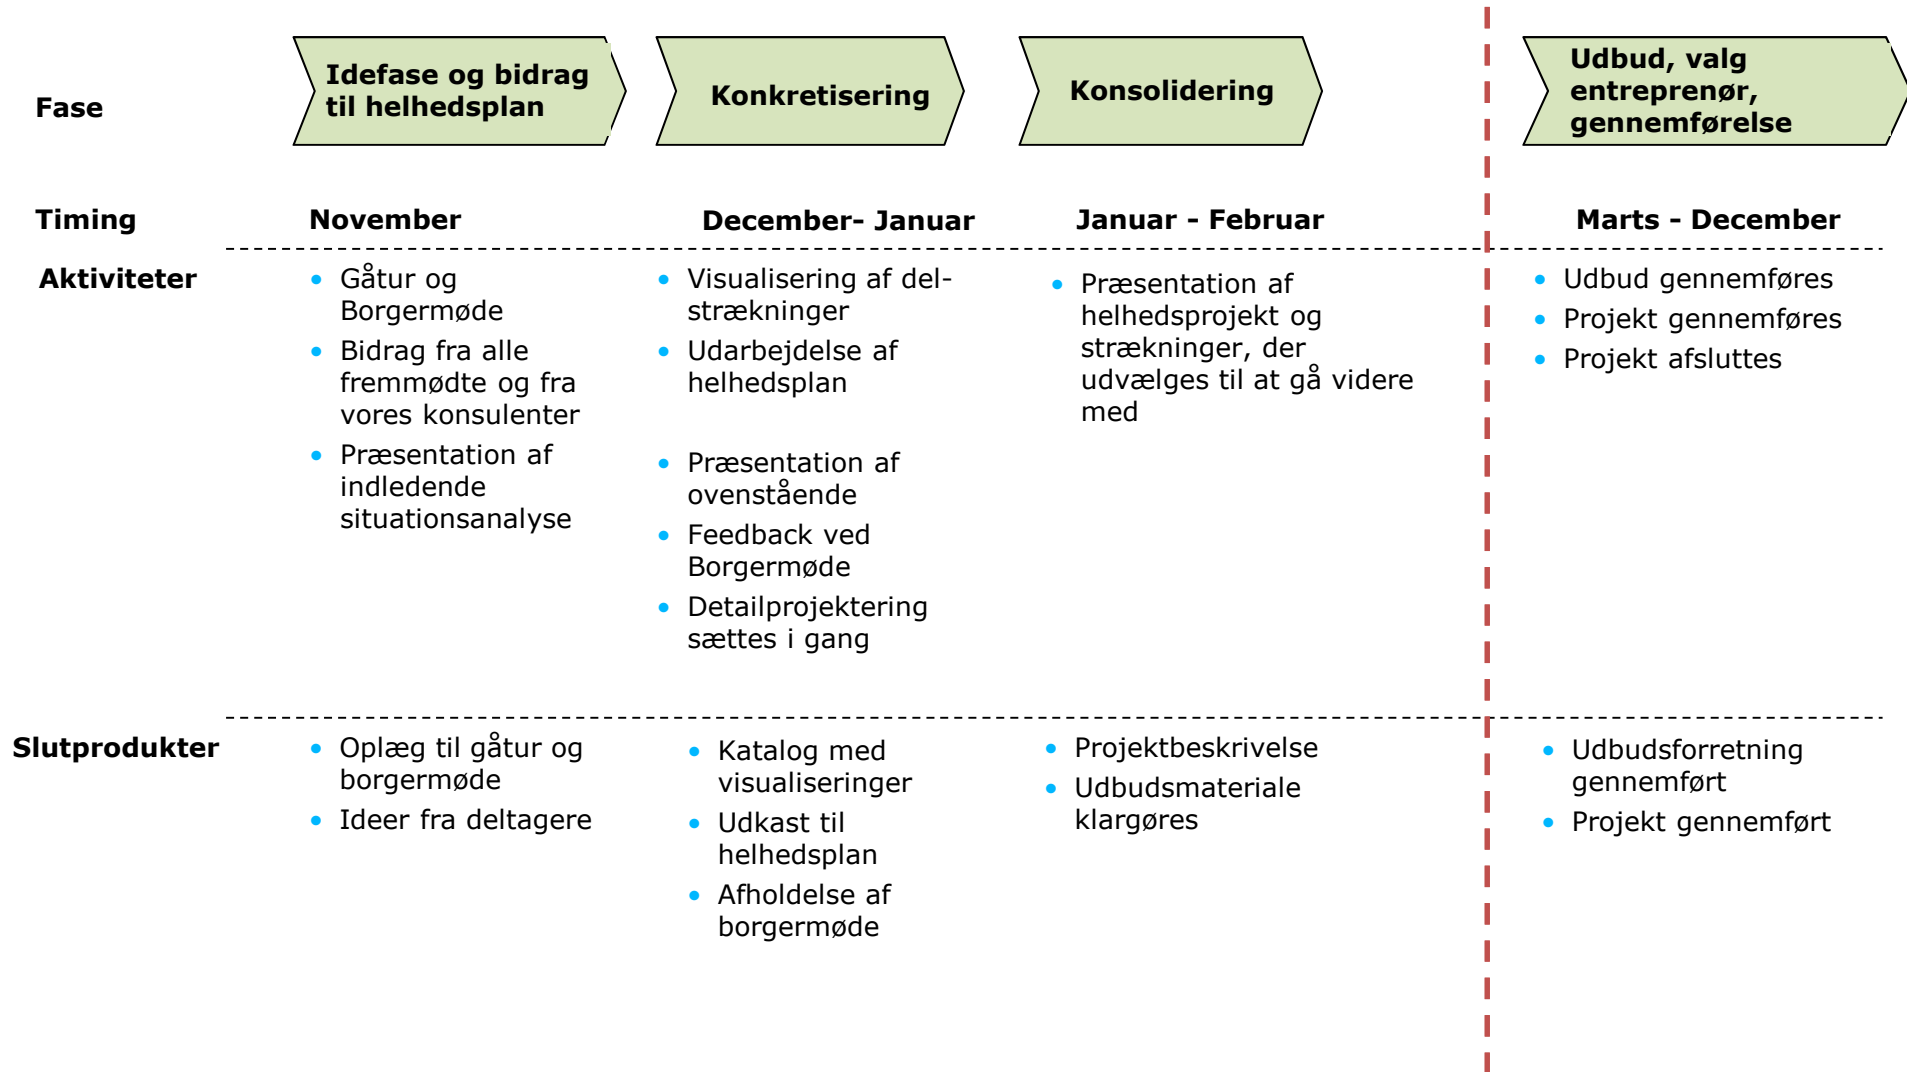 Fase
Idefase og bidrag
til helhedsplan
Konkretisering
Konsolidering
Udbud, valg
entreprenør,
gennemførelse
Timing
November
December- Januar
Januar - Februar
Marts - December
Aktiviteter
• Gåtur og
Borgermøde
• Bidrag fra alle
fremmødte og fra
vores konsulenter
• Præsentation af
indledende
situationsanalyse
• Visualisering af del-
strækninger
• Udarbejdelse af
helhedsplan
• Præsentation af
ovenstående
• Feedback ved
Borgermøde
• Detailprojektering
sættes i gang
• Præsentation af
helhedsprojekt og
strækninger, der
udvælges til at gå videre
med
• Udbud gennemføres
• Projekt gennemføres
• Projekt afsluttes
Slutprodukter
• Oplæg til gåtur og
borgermøde
• Ideer fra deltagere
• Katalog med
visualiseringer
• Udkast til
helhedsplan
• Afholdelse af
borgermøde
• Projektbeskrivelse
• Udbudsmateriale
klargøres
• Udbudsforretning
gennemført
• Projekt gennemført